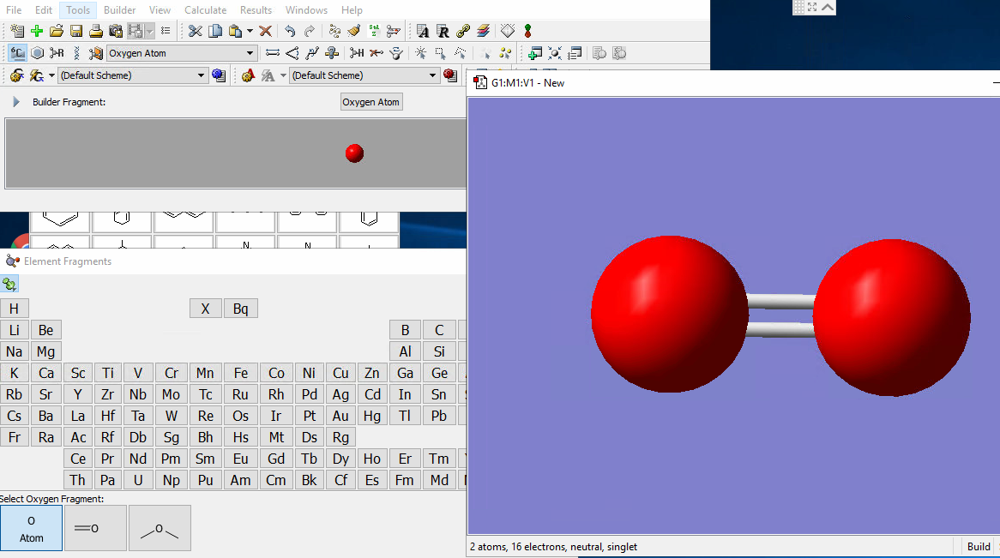 File Edit Tools Builder View Calculate Results Windows Help
Oxygen Atom
(Default Scheme) (Default Scheme)
Builder Fragment: Oxygen Atom
G1:M1:V1 - New
N N
Element Fragments
H X Bq
Li Be B C
Na Mg Al Si
K Ca Sc Ti V Cr Mn Fe Co Ni Cu Zn Ga Ge
Rb Sr Y Zr Nb Mo Tc Ru Rh Pd Ag Cd In Sn
Cs Ba La Hf Ta W Re Os Ir Pt Au Hg Tl Pb
Fr Ra Ac Rf Db Sg Bh Hs Mt Ds Rg
Ce Pr Nd Pm Sm Eu Gd Tb Dy Ho Er Tm
Th Pa U Np Pu Am Cm Bk Cf Es Fm Md
Select Oxygen Fragment:
O
Atom
O
O
2 atoms, 16 electrons, neutral, singlet
Build